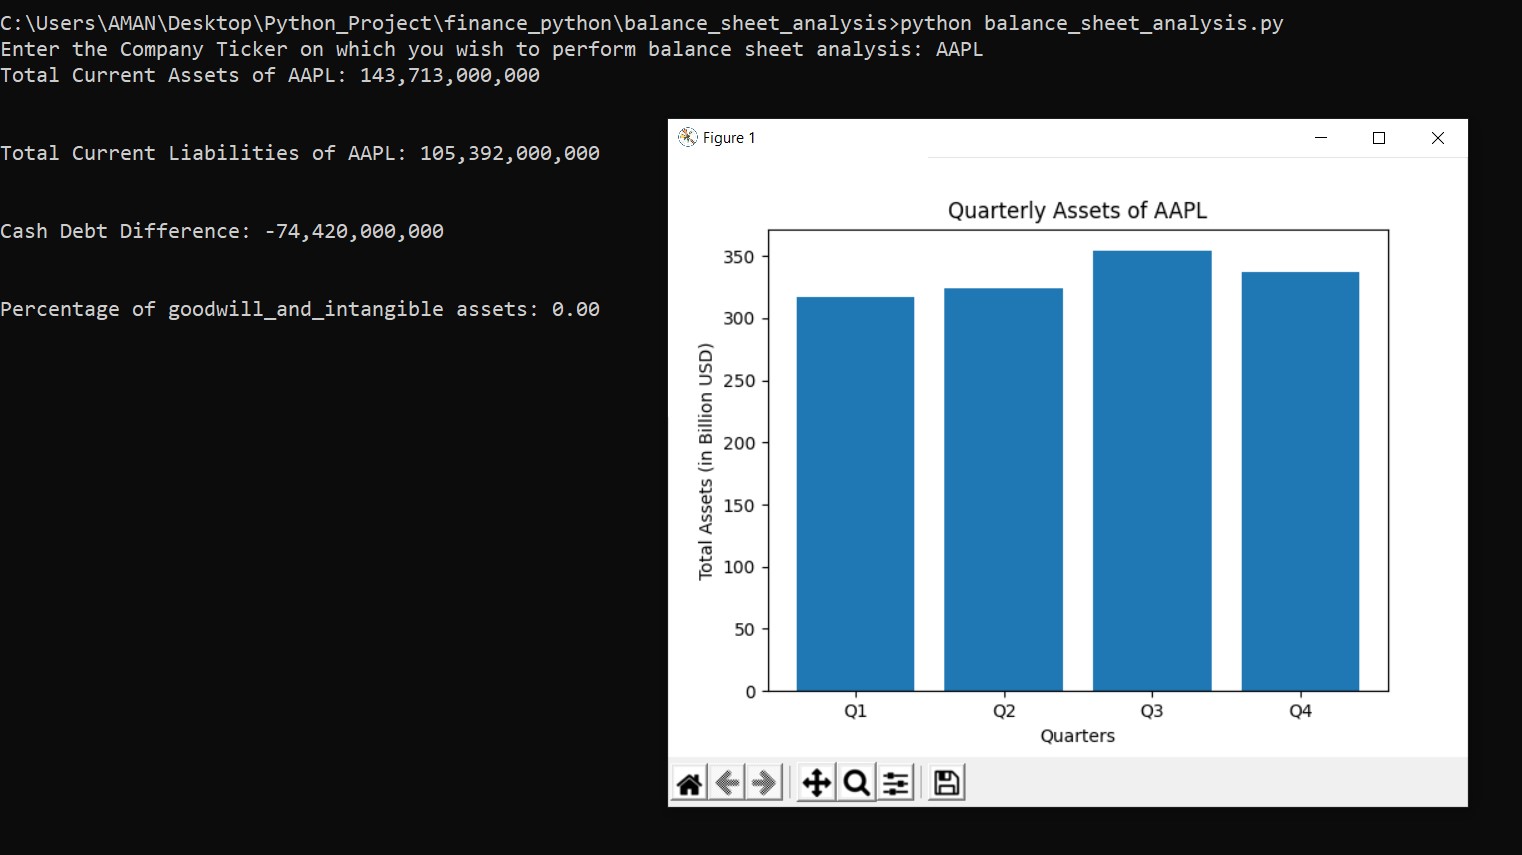 C:\Users\AMAN\Desktop\Python_Project\finance_python\balance_sheet_analysis>python balance_sheet_analysis.py
Enter the Company Ticker on which you wish to perform balance sheet analysis: AAPL
Total Current Assets of AAPL: 143,713,000,000
Total Current Liabilities of AAPL: 105,392,000,000
Cash Debt Difference: -74,420,000,000
Percentage of goodwill_and_intangible assets: 0.00
Figure 1
Quarterly Assets of AAPL
Total Assets (in Billion USD)
350
300
250
200
150
100
50
0
Q1 Q2 Q3 Q4
Quarters